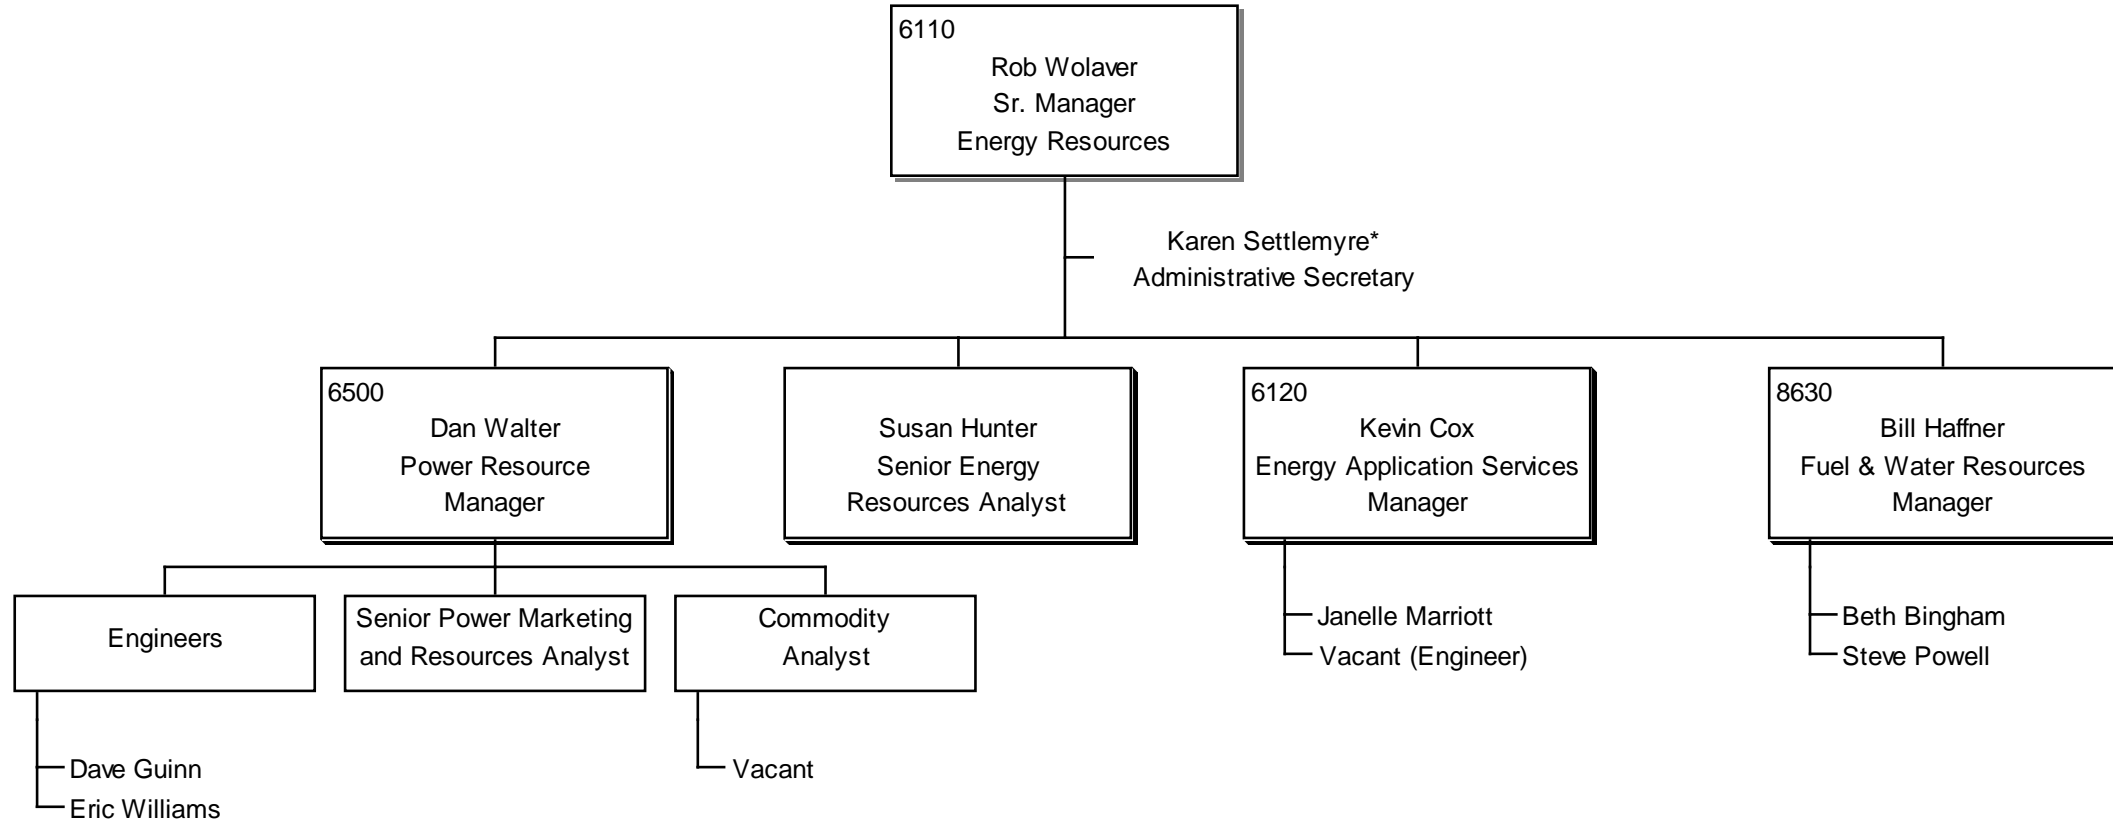 6110
Rob Wolaver
Sr. Manager
Energy Resources
Karen Settlemyre*
Administrative Secretary
6500
Dan Walter
Power Resource
Manager
Susan Hunter
Senior Energy
Resources Analyst
6120
Kevin Cox
Energy Application Services
Manager
8630
Bill Haffner
Fuel & Water Resources
Manager
Engineers
Senior Power Marketing
and Resources Analyst
Commodity
Analyst
Janelle Marriott
Vacant (Engineer)
Beth Bingham
Steve Powell
Dave Guinn
Eric Williams
Vacant